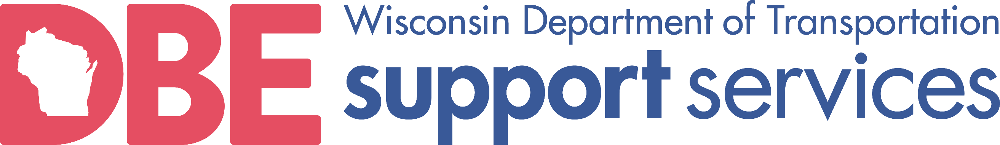 DBE
Wisconsin Department of Transportation
support services